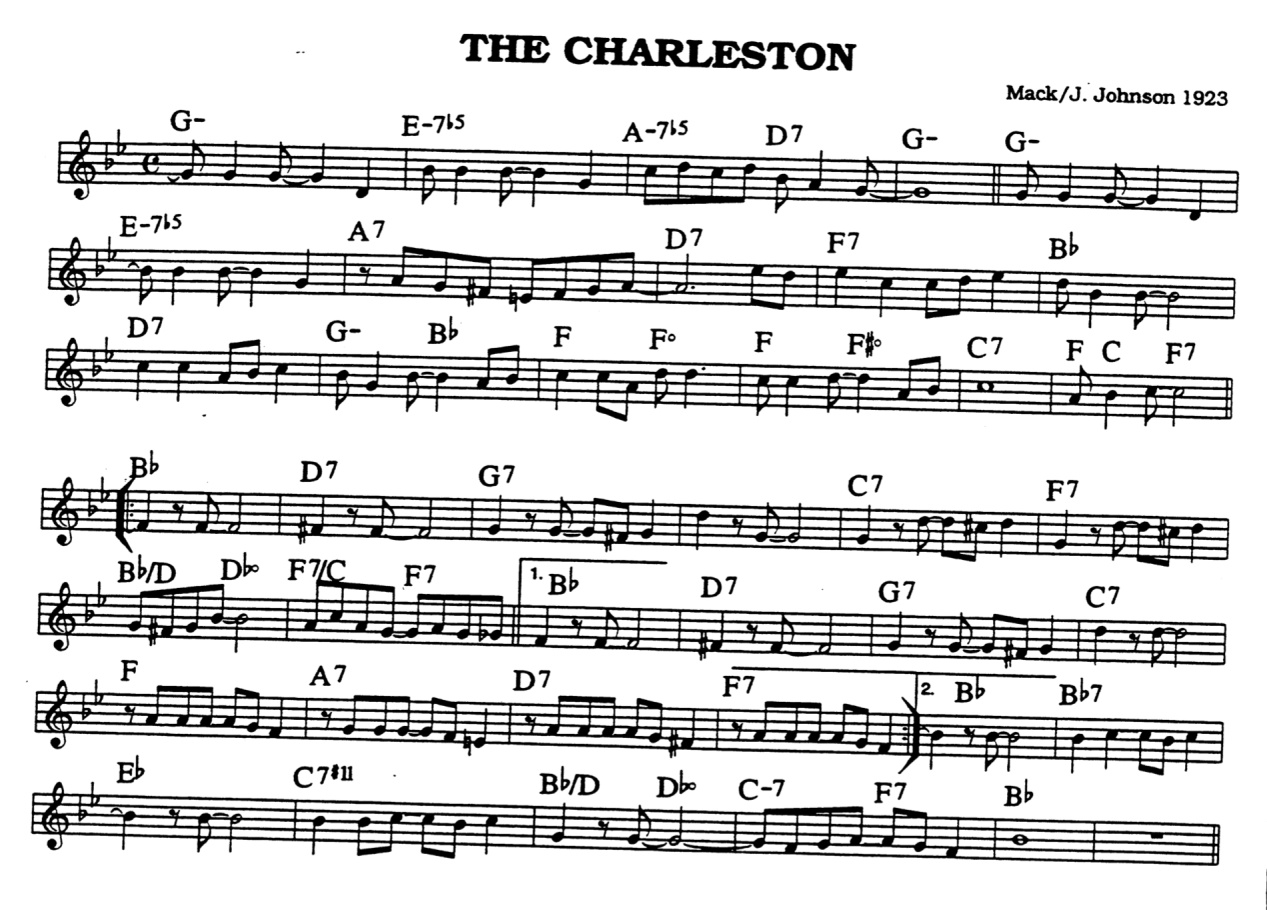 THE CHARLESTON
Mack/J. Johnson 1923
G- E-7♭5 A-7♭5 D7 G- G-
E-7♭5 A7 D7 F7 B♭
D7 G- B♭ F F° F F♯° C7 F C F7
B♭ D7 G7 C7 F7
B♭/D D♭° F7/C F7 1. B♭ D7 G7 C7
F A7 D7 F7 2. B♭ B♭7
E♭ C7♯11 B♭/D D♭° C-7 F7 B♭